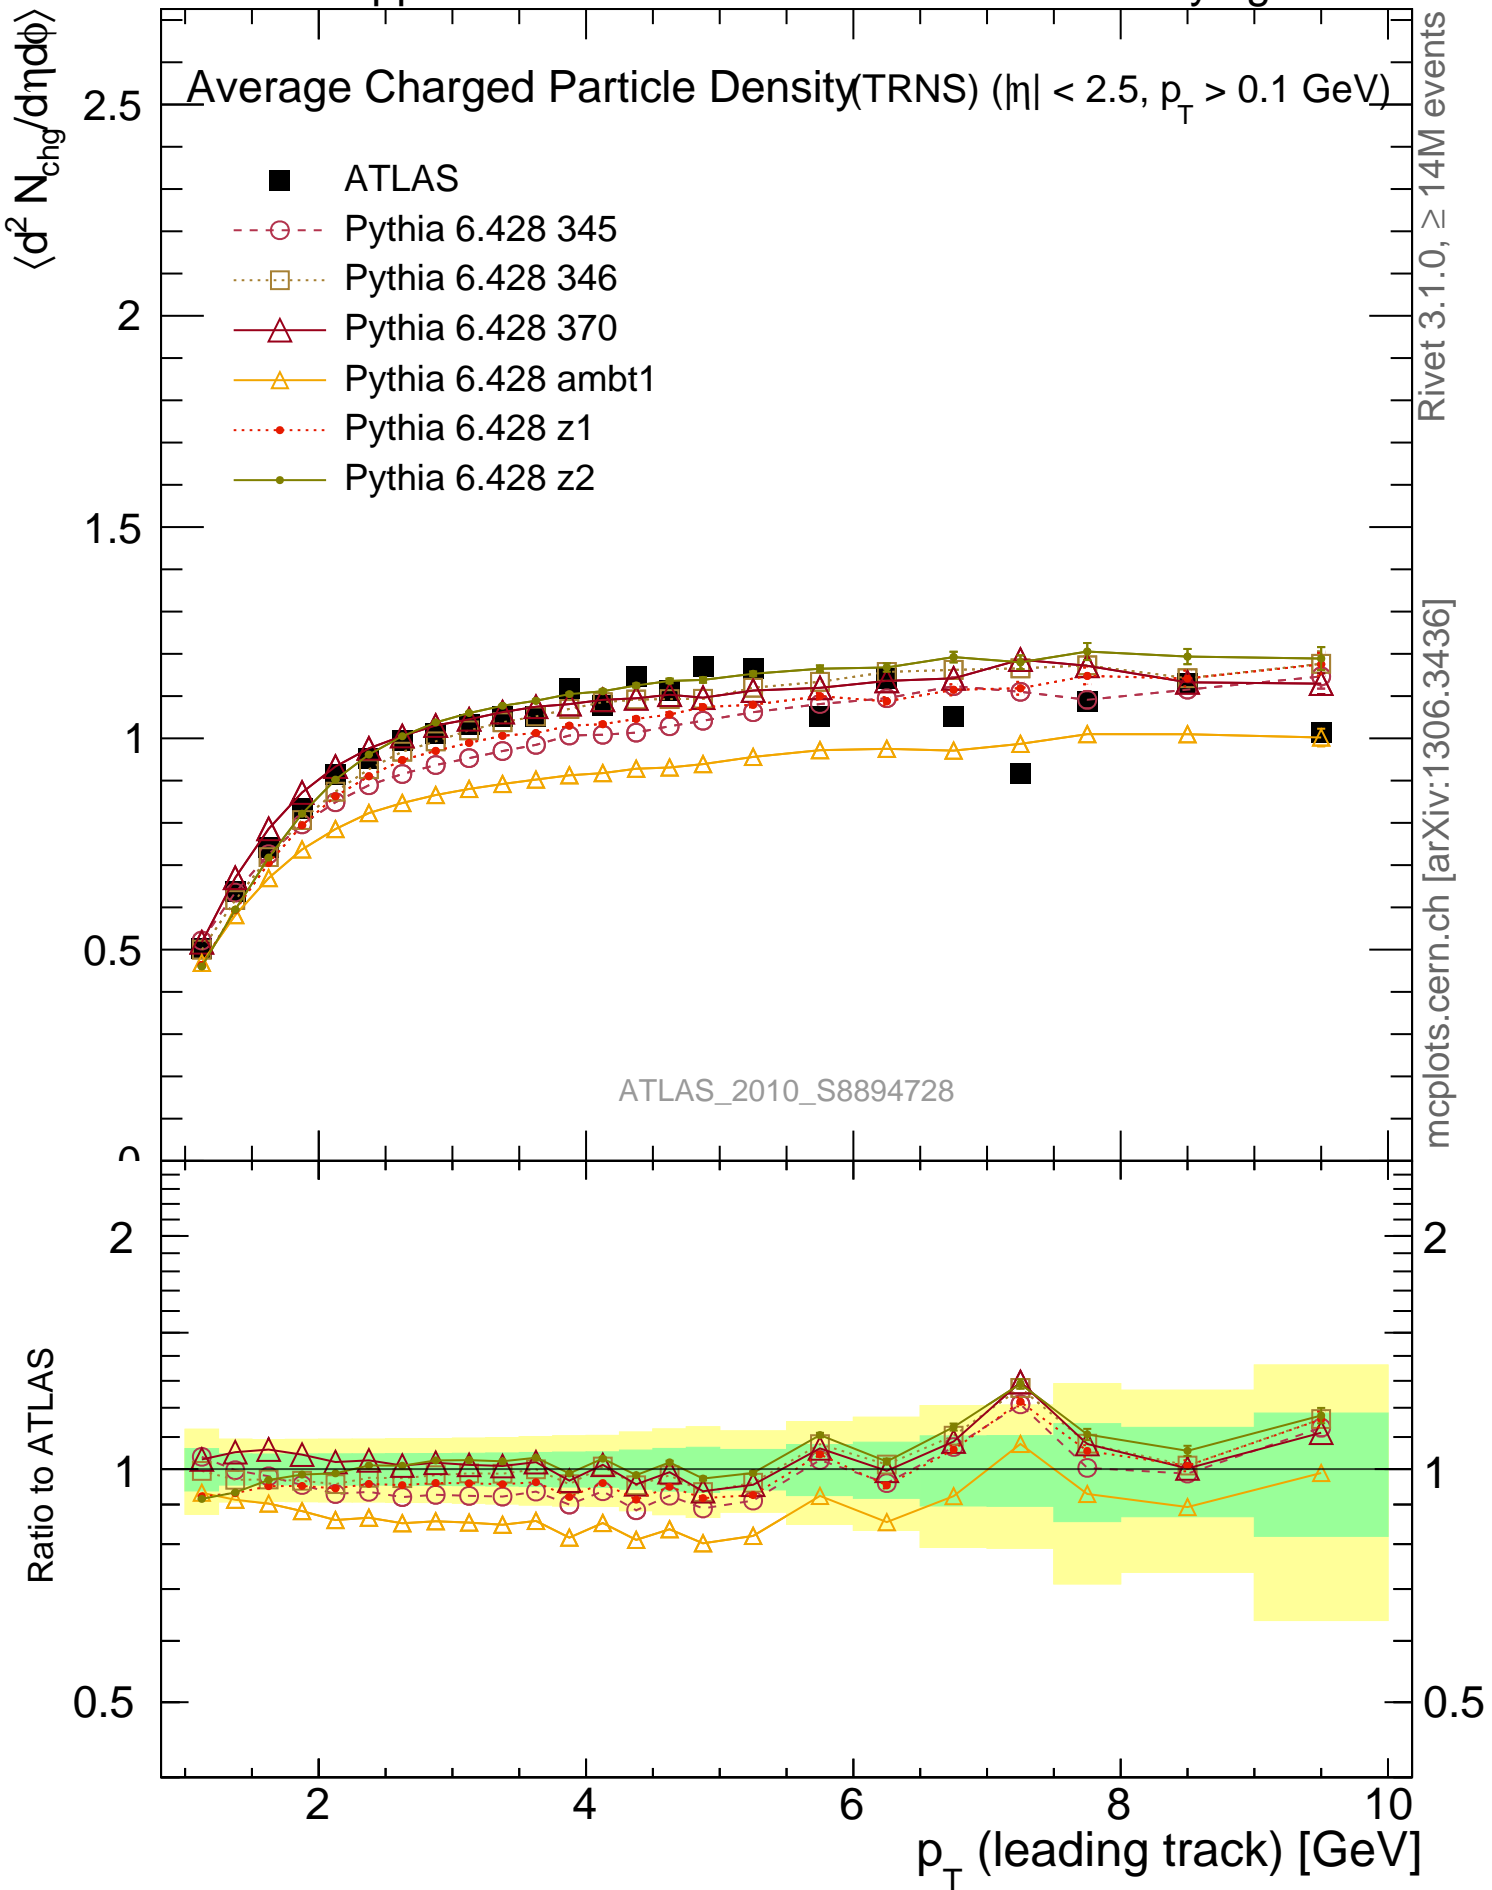 Average Charged Particle Density (TRNS) (|η| < 2.5, p_T > 0.1 GeV)
⟨d² N_chg/dηdϕ⟩
ATLAS
Pythia 6.428 345
Pythia 6.428 346
Pythia 6.428 370
Pythia 6.428 ambt1
Pythia 6.428 z1
Pythia 6.428 z2
2.5
2
1.5
1
0.5
0
ATLAS_2010_S8894728
Rivet 3.1.0, ≥ 14M events
mcplots.cern.ch [arXiv:1306.3436]
Ratio to ATLAS
2
1
0.5
2
1
0.5
2 4 6 8 10
p_T (leading track) [GeV]